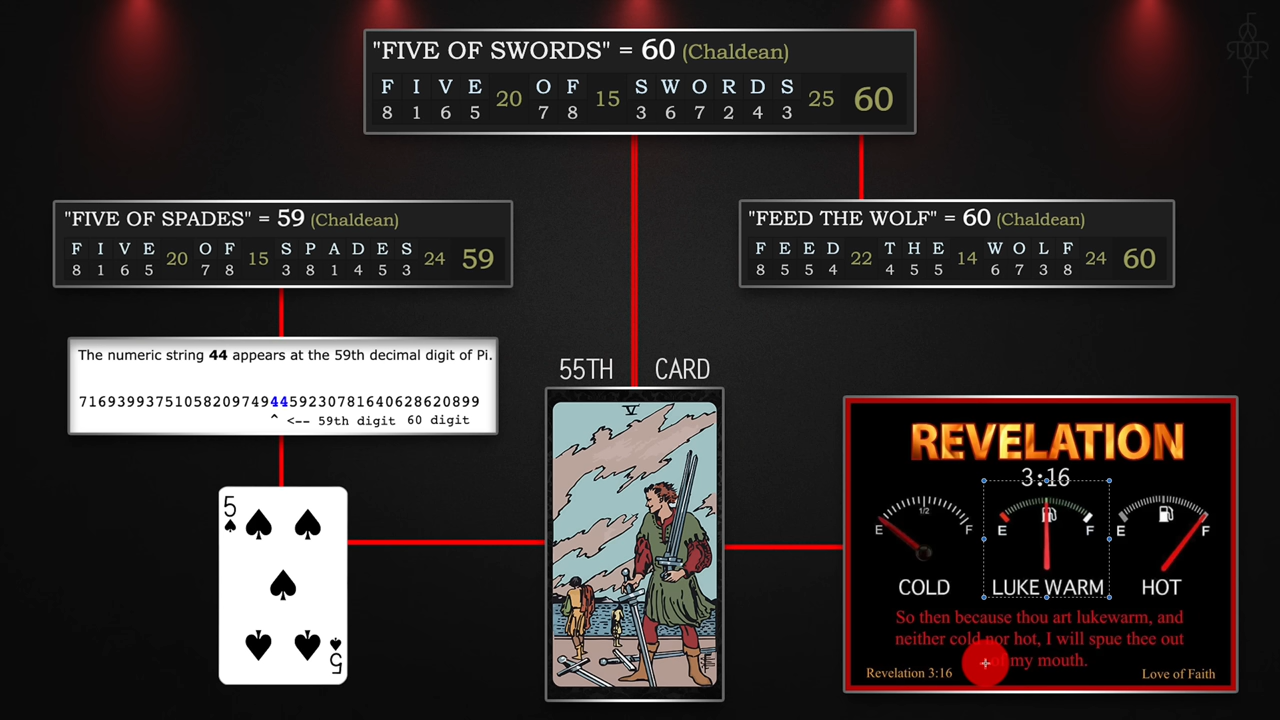 "FIVE OF SWORDS" = 60 (Chaldean)
F I V E 20 O F 15 S W O R D S 25 60
8 1 6 5 7 8 3 6 7 2 4 3
"FIVE OF SPADES" = 59 (Chaldean)
F I V E 20 O F 15 S P A D E S 24 59
8 1 6 5 7 8 3 8 1 4 5 3
"FEED THE WOLF" = 60 (Chaldean)
F E E D 22 T H E 14 W O L F 24 60
8 5 5 4 4 5 5 6 7 3 8
The numeric string 44 appears at the 59th decimal digit of Pi.
71693993751058209749445923078164062862089​9
^ <-- 59th digit 60 digit
55TH CARD
V
5
5
REVELATION
3:16
E 1/2 F E F E F
COLD LUKE WARM HOT
So then because thou art lukewarm, and
neither cold nor hot, I will spue thee out
my mouth.
Revelation 3:16 Love of Faith